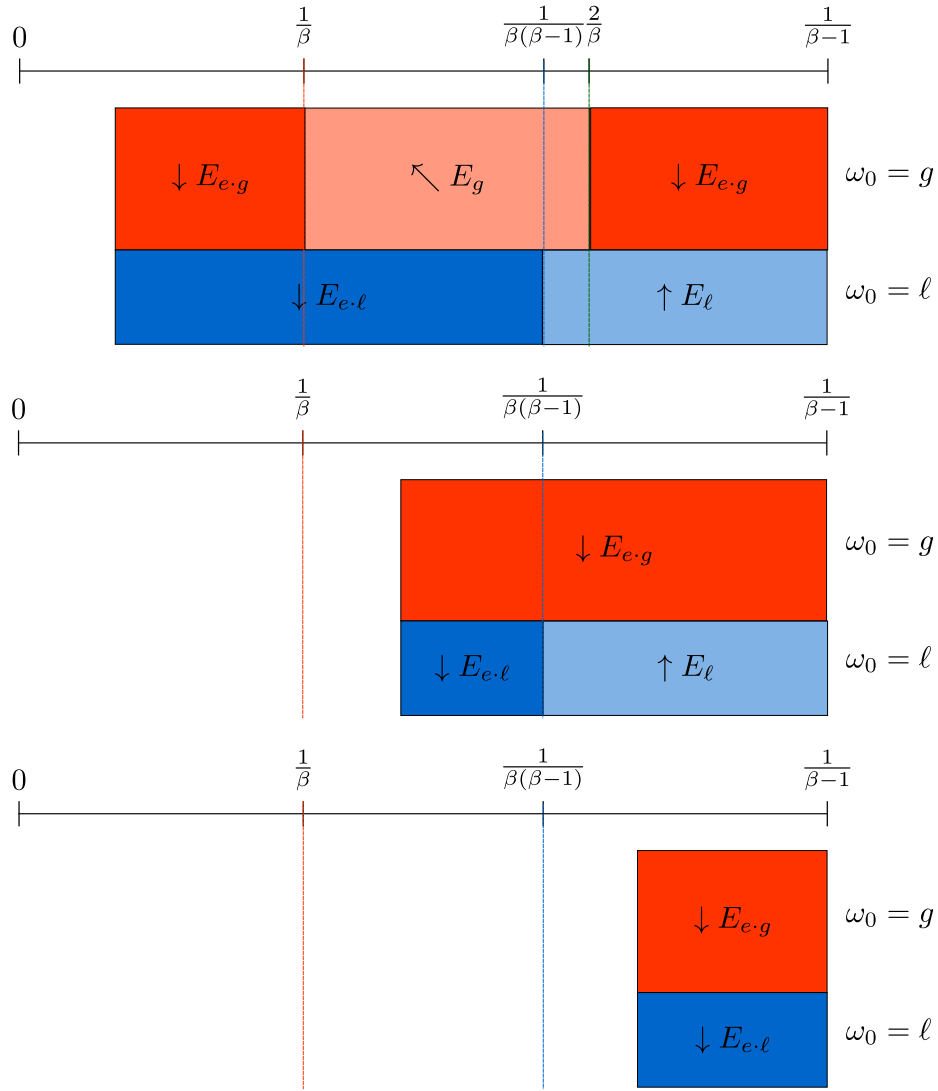 0 1/β 1/(β(β−1)) 2/β 1/(β−1)
↓ E_{e·g} ↖ E_g ↓ E_{e·g} ω_0 = g
↓ E_{e·ℓ} ↑ E_ℓ ω_0 = ℓ
0 1/β 1/(β(β−1)) 1/(β−1)
↓ E_{e·g} ω_0 = g
↓ E_{e·ℓ} ↑ E_ℓ ω_0 = ℓ
0 1/β 1/(β(β−1)) 1/(β−1)
↓ E_{e·g} ω_0 = g
↓ E_{e·ℓ} ω_0 = ℓ